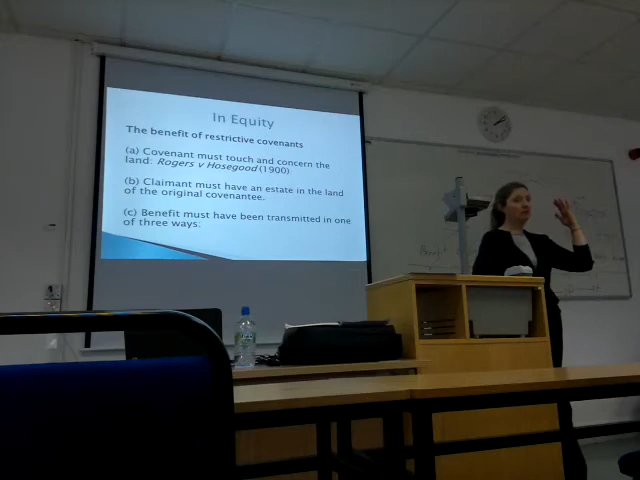 In Equity
The benefit of restrictive covenants
(a) Covenant must touch and concern the
land: Rogers v Hosegood (1900)
(b) Claimant must have an estate in the land
of the original covenantee.
(c) Benefit must have been transmitted in one
of three ways: